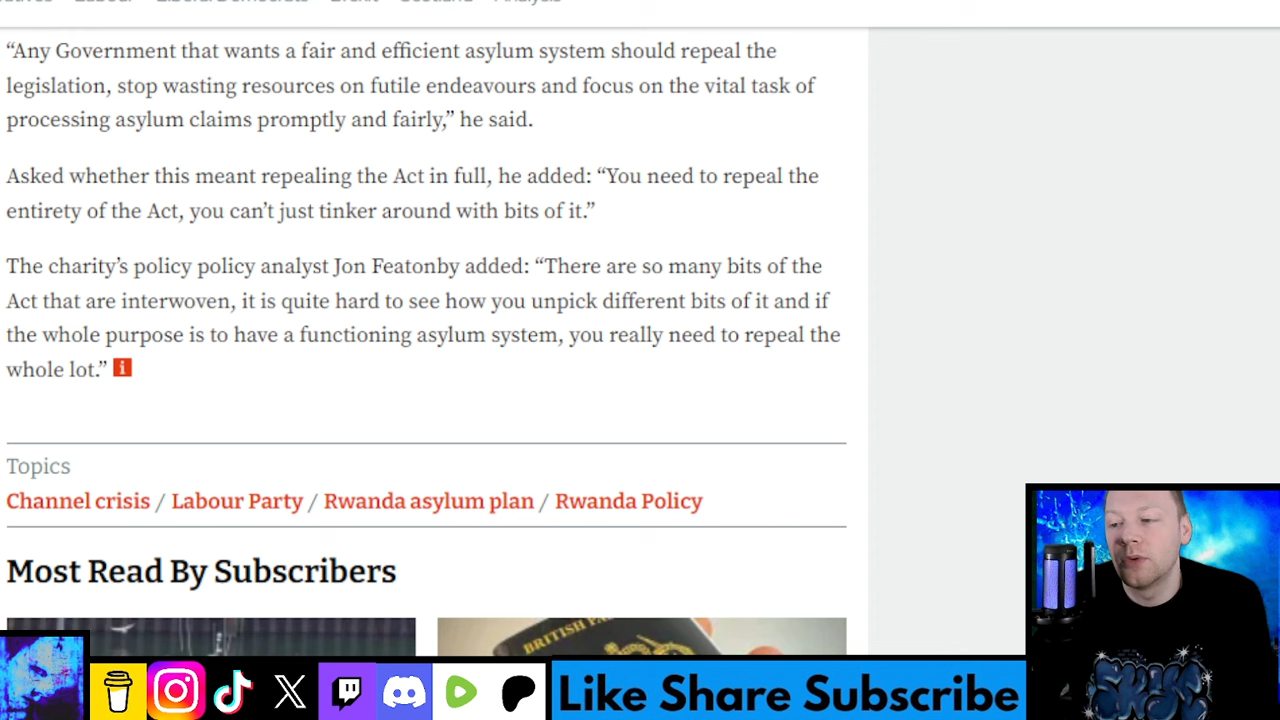 “Any Government that wants a fair and efficient asylum system should repeal the
legislation, stop wasting resources on futile endeavours and focus on the vital task of
processing asylum claims promptly and fairly,” he said.
Asked whether this meant repealing the Act in full, he added: “You need to repeal the
entirety of the Act, you can’t just tinker around with bits of it.”
The charity’s policy policy analyst Jon Featonby added: “There are so many bits of the
Act that are interwoven, it is quite hard to see how you unpick different bits of it and if
the whole purpose is to have a functioning asylum system, you really need to repeal the
whole lot.” i
Topics
Channel crisis / Labour Party / Rwanda asylum plan / Rwanda Policy
Most Read By Subscribers
BRITISH
Like Share Subscribe